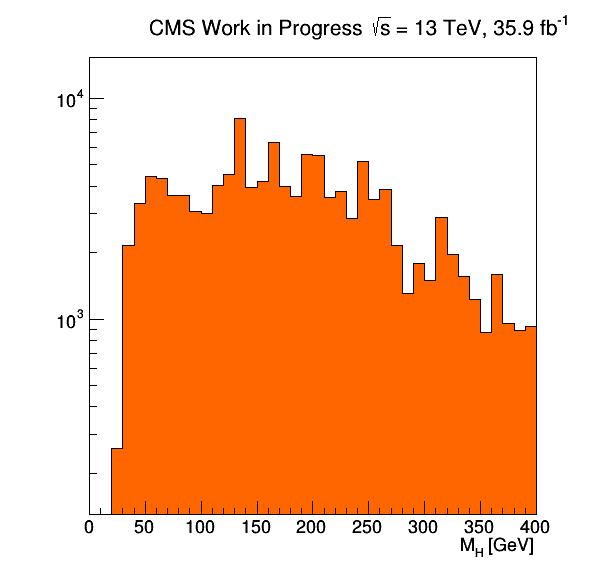 CMS Work in Progress √s = 13 TeV, 35.9 fb⁻¹
10⁴
10³
0 50 100 150 200 250 300 350 400
M_H [GeV]